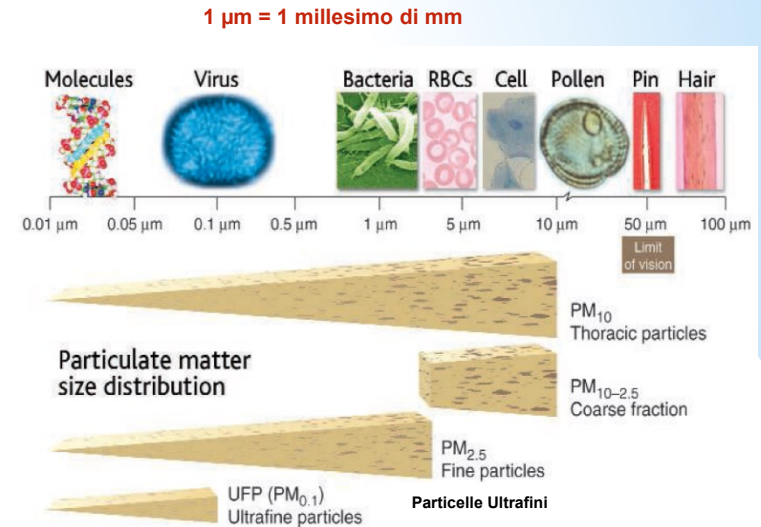 1 µm = 1 millesimo di mm
Molecules Virus Bacteria RBCs Cell Pollen Pin Hair
0.01 µm 0.05 µm 0.1 µm 0.5 µm 1 µm 5 µm 10 µm 50 µm 100 µm
Limit
of vision
PM10
Thoracic particles
Particulate matter
size distribution
PM10–2.5
Coarse fraction
PM2.5
Fine particles
UFP (PM0.1)
Ultrafine particles
Particelle Ultrafini